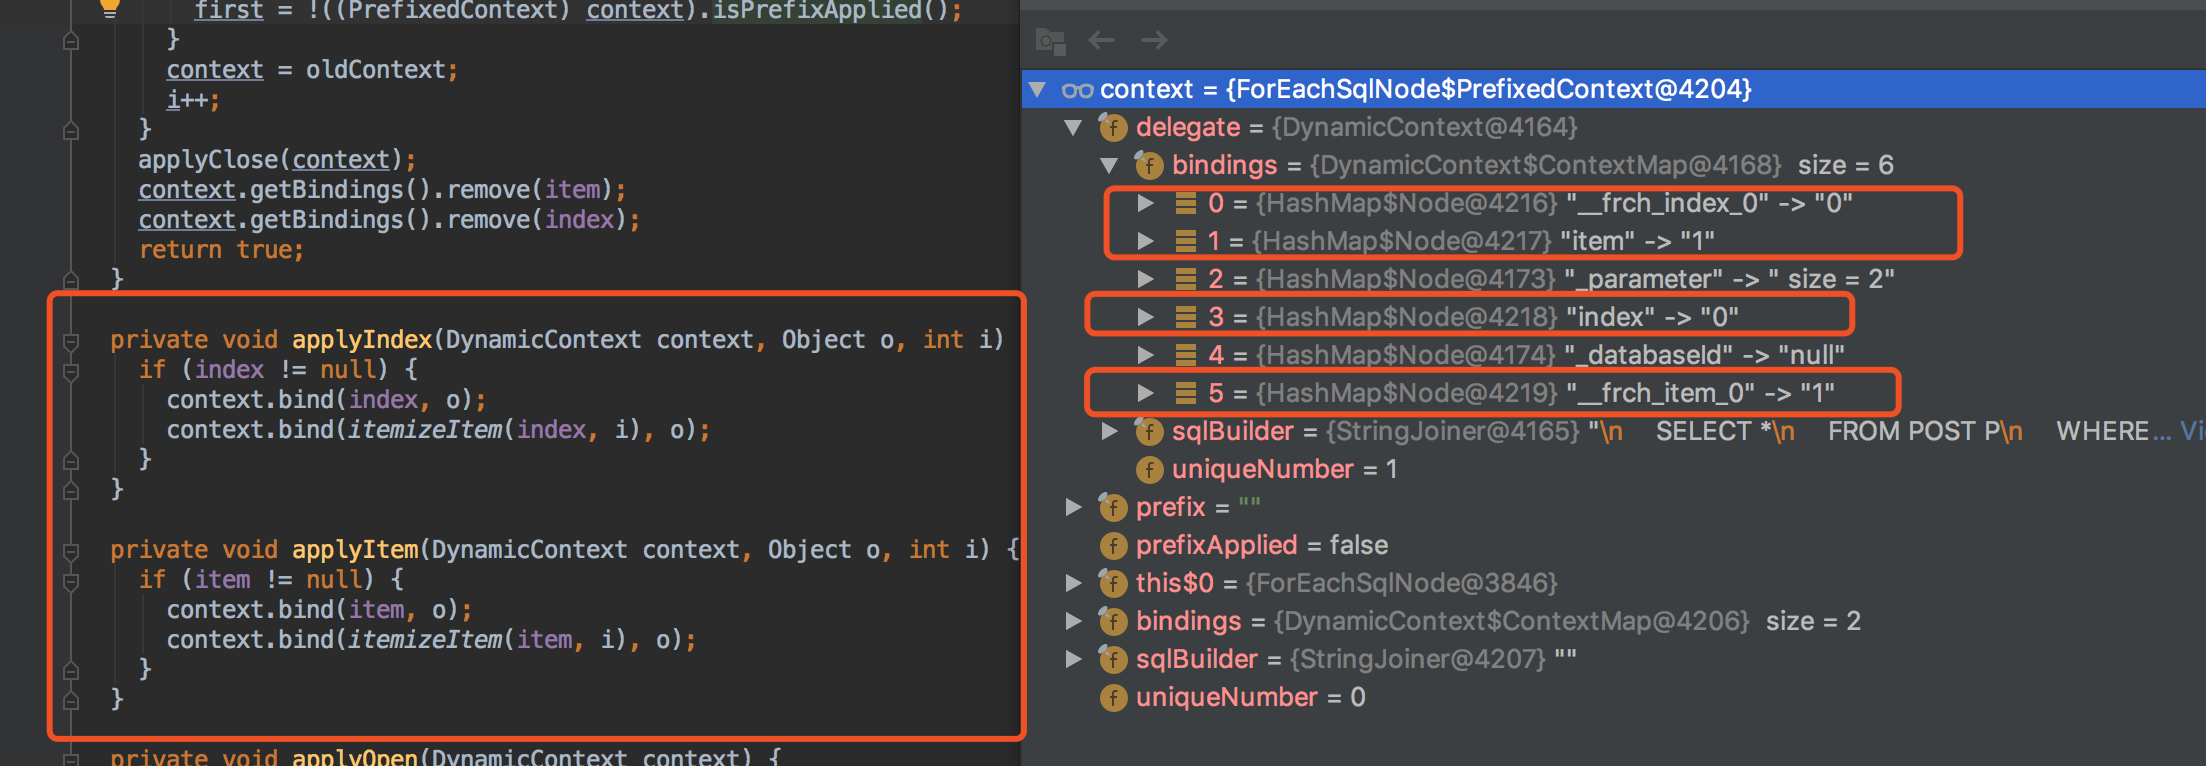 first = !((PrefixedContext) context).isPrefixApplied();
}
context = oldContext;
i++;
}
applyClose(context);
context.getBindings().remove(item);
context.getBindings().remove(index);
return true;
}
private void applyIndex(DynamicContext context, Object o, int i)
if (index != null) {
context.bind(index, o);
context.bind(itemizeItem(index, i), o);
}
}
private void applyItem(DynamicContext context, Object o, int i) {
if (item != null) {
context.bind(item, o);
context.bind(itemizeItem(item, i), o);
}
}
private void applyOpen(DynamicContext context) {
context = {ForEachSqlNode$PrefixedContext@4204}
f delegate = {DynamicContext@4164}
f bindings = {DynamicContext$ContextMap@4168} size = 6
0 = {HashMap$Node@4216} "__frch_index_0" -> "0"
1 = {HashMap$Node@4217} "item" -> "1"
2 = {HashMap$Node@4173} "_parameter" -> " size = 2"
3 = {HashMap$Node@4218} "index" -> "0"
4 = {HashMap$Node@4174} "_databaseId" -> "null"
5 = {HashMap$Node@4219} "__frch_item_0" -> "1"
f sqlBuilder = {StringJoiner@4165} "\n SELECT *\n FROM POST P\n WHERE... Vi
f uniqueNumber = 1
f prefix = ""
f prefixApplied = false
f this$0 = {ForEachSqlNode@3846}
f bindings = {DynamicContext$ContextMap@4206} size = 2
f sqlBuilder = {StringJoiner@4207} ""
f uniqueNumber = 0